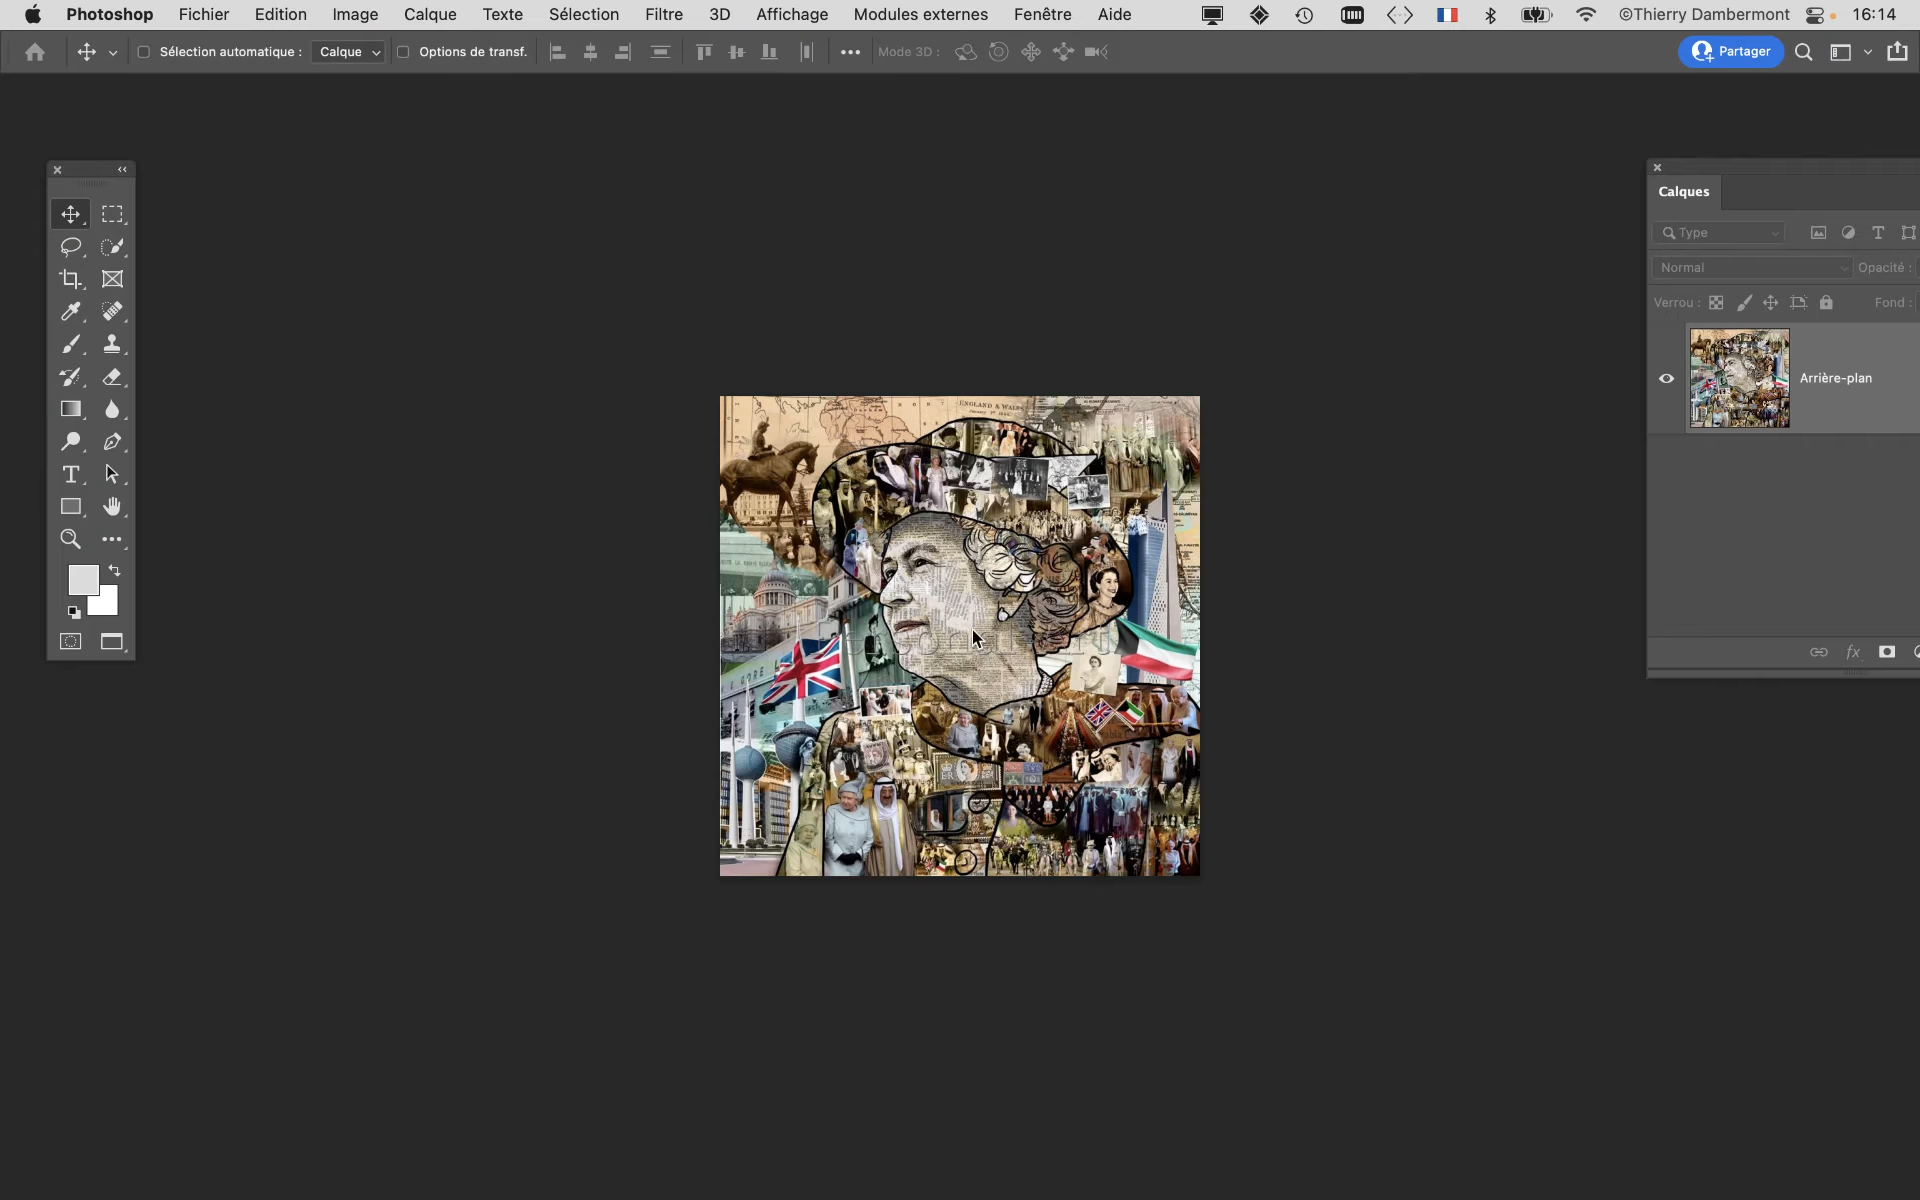 Photoshop Fichier Edition Image Calque Texte Sélection Filtre 3D Affichage Modules externes Fenêtre Aide ©Thierry Dambermont 16:14
Sélection automatique : Calque Options de transf. Mode 3D : Partager
Calques
Type
Normal Opacité :
Verrou : Fond :
Arrière-plan
fx
ENGLAND & WALES